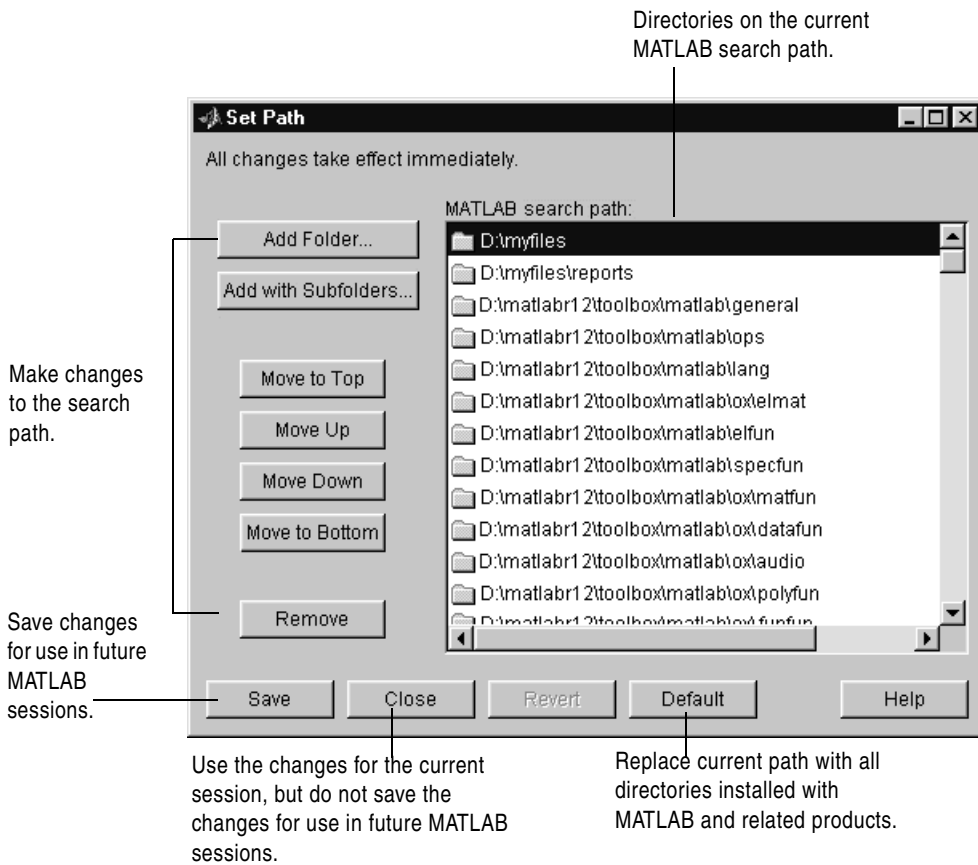 Directories on the current
MATLAB search path.
Set Path
All changes take effect immediately.
MATLAB search path:
Add Folder...
Add with Subfolders...
Move to Top
Move Up
Move Down
Move to Bottom
Remove
D:\myfiles
D:\myfiles\reports
D:\matlabr12\toolbox\matlab\general
D:\matlabr12\toolbox\matlab\ops
D:\matlabr12\toolbox\matlab\lang
D:\matlabr12\toolbox\matlab\ox\elmat
D:\matlabr12\toolbox\matlab\elfun
D:\matlabr12\toolbox\matlab\specfun
D:\matlabr12\toolbox\matlab\ox\matfun
D:\matlabr12\toolbox\matlab\ox\datafun
D:\matlabr12\toolbox\matlab\ox\audio
D:\matlabr12\toolbox\matlab\ox\polyfun
D:\matlabr12\toolbox\matlab\ox\funfun
Make changes
to the search
path.
Save changes
for use in future
MATLAB
sessions.
Save
Close
Revert
Default
Help
Use the changes for the current
session, but do not save the
changes for use in future MATLAB
sessions.
Replace current path with all
directories installed with
MATLAB and related products.